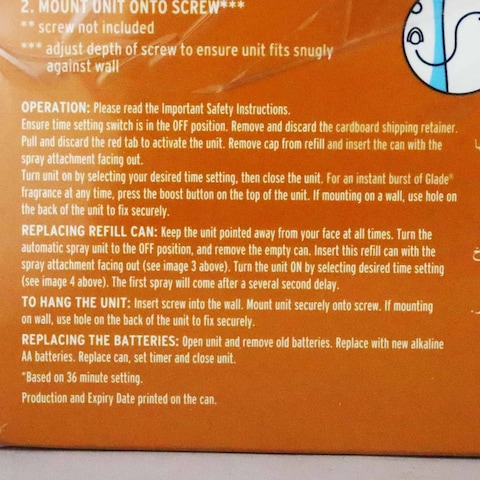 2. MOUNT UNIT ONTO SCREW***
** screw not included
*** adjust depth of screw to ensure unit fits snugly
against wall
OPERATION: Please read the Important Safety Instructions.
Ensure time setting switch is in the OFF position. Remove and discard the cardboard shipping retainer.
Pull and discard the red tab to activate the unit. Remove cap from refill and insert the can with the
spray attachment facing out.
Turn unit on by selecting your desired time setting, then close the unit. For an instant burst of Glade®
fragrance at any time, press the boost button on the top of the unit. If mounting on a wall, use hole on
the back of the unit to fix securely.
REPLACING REFILL CAN: Keep the unit pointed away from your face at all times. Turn the
automatic spray unit to the OFF position, and remove the empty can. Insert this refill can with the
spray attachment facing out (see image 3 above). Turn the unit ON by selecting desired time setting
(see image 4 above). The first spray will come after a several second delay.
TO HANG THE UNIT: Insert screw into the wall. Mount unit securely onto screw. If mounting
on wall, use hole on the back of the unit to fix securely.
REPLACING THE BATTERIES: Open unit and remove old batteries. Replace with new alkaline
AA batteries. Replace can, set timer and close unit.
*Based on 36 minute setting.
Production and Expiry Date printed on the can.